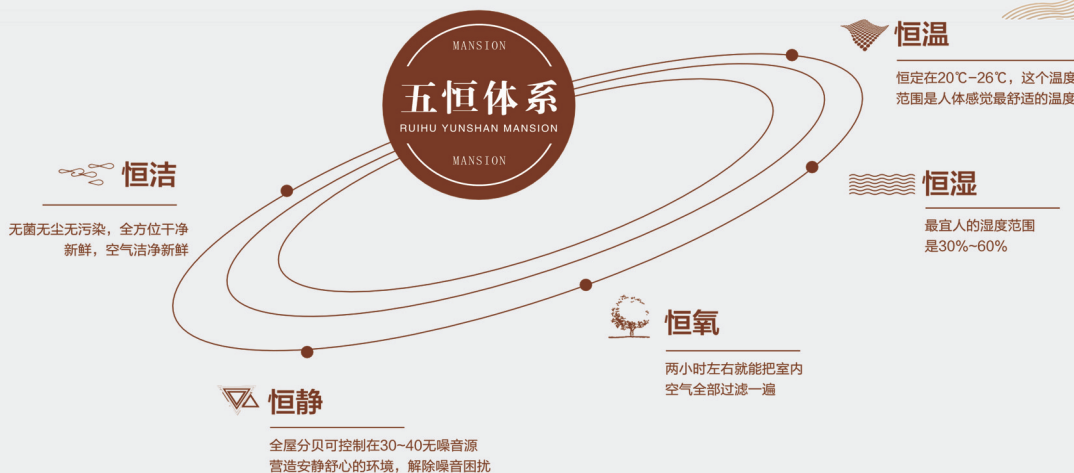 MANSION
五恒体系
RUIHU YUNSHAN MANSION
MANSION
恒温
恒定在20℃-26℃，这个温度
范围是人体感觉最舒适的温度
恒湿
最宜人的湿度范围
是30%~60%
恒氧
两小时左右就能把室内
空气全部过滤一遍
恒静
全屋分贝可控制在30~40无噪音源
营造安静舒心的环境，解除噪音困扰
恒洁
无菌无尘无污染，全方位干净
新鲜，空气洁净新鲜